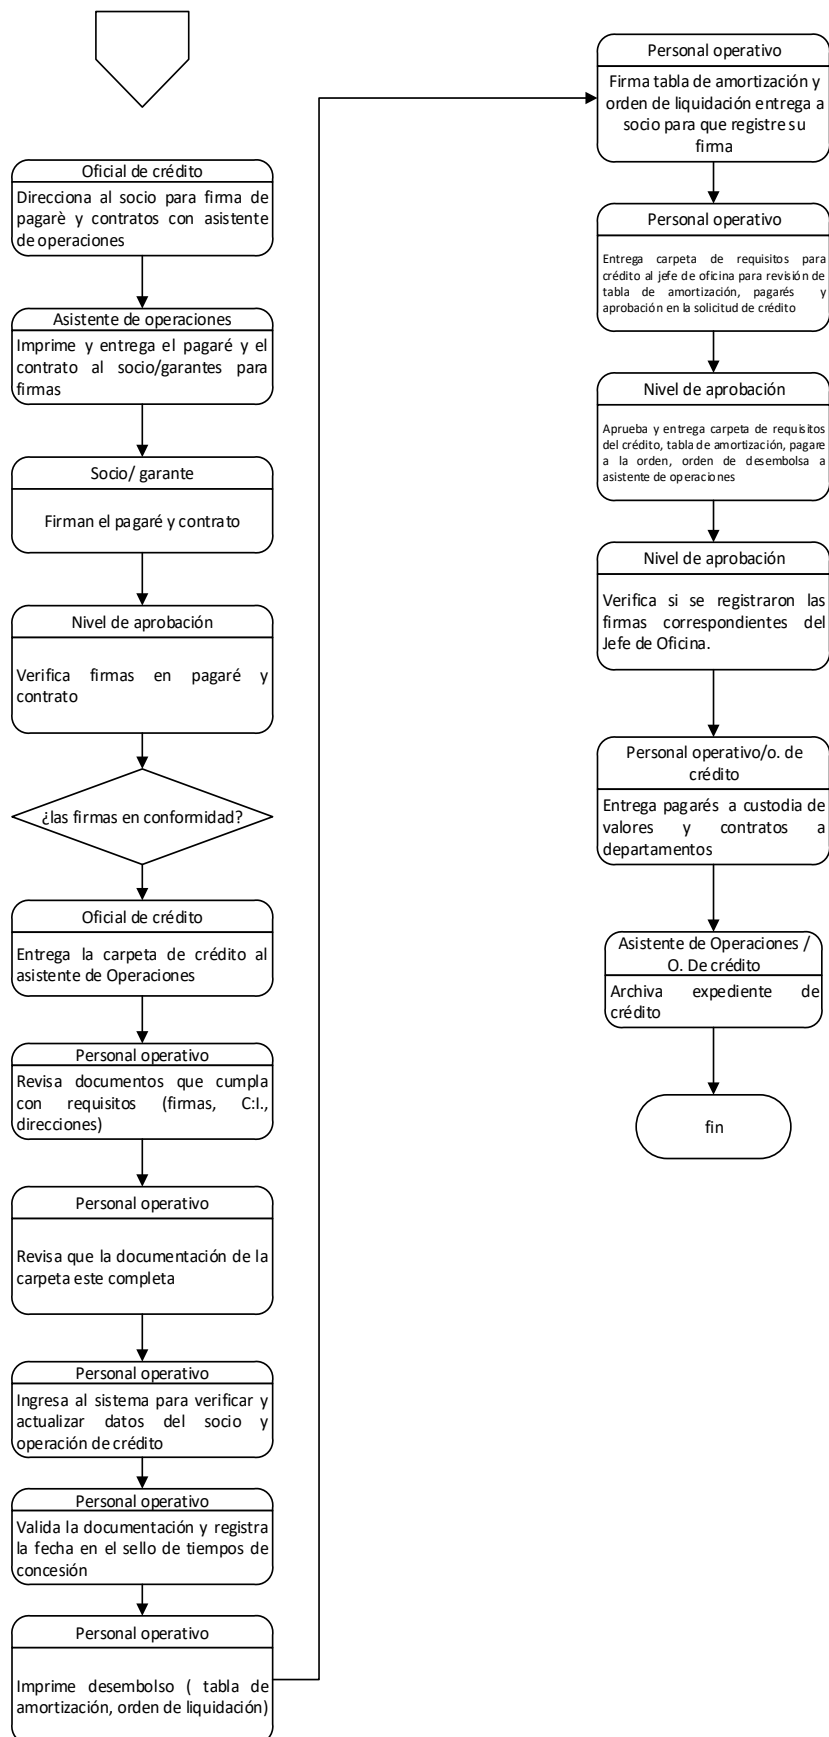 Oficial de crédito
Direcciona al socio para firma de
pagarè y contratos con asistente
de operaciones
Asistente de operaciones
Imprime y entrega el pagaré y el
contrato al socio/garantes para
firmas
Socio/ garante
Firman el pagaré y contrato
Nivel de aprobación
Verifica firmas en pagaré y
contrato
¿las firmas en conformidad?
Oficial de crédito
Entrega la carpeta de crédito al
asistente de Operaciones
Personal operativo
Revisa documentos que cumpla
con requisitos (firmas, C:I.,
direcciones)
Personal operativo
Revisa que la documentación de la
carpeta este completa
Personal operativo
Ingresa al sistema para verificar y
actualizar datos del socio y
operación de crédito
Personal operativo
Valida la documentación y registra
la fecha en el sello de tiempos de
concesión
Personal operativo
Imprime desembolso ( tabla de
amortización, orden de liquidación)
Personal operativo
Firma tabla de amortización y
orden de liquidación entrega a
socio para que registre su
firma
Personal operativo
Entrega carpeta de requisitos para
crédito al jefe de oficina para revisión de
tabla de amortización, pagarés y
aprobación en la solicitud de crédito
Nivel de aprobación
Aprueba y entrega carpeta de requisitos
del crédito, tabla de amortización, pagare
a la orden, orden de desembolsa a
asistente de operaciones
Nivel de aprobación
Verifica si se registraron las
firmas correspondientes del
Jefe de Oficina.
Personal operativo/o. de
crédito
Entrega pagarés a custodia de
valores y contratos a
departamentos
Asistente de Operaciones /
O. De crédito
Archiva expediente de
crédito
fin